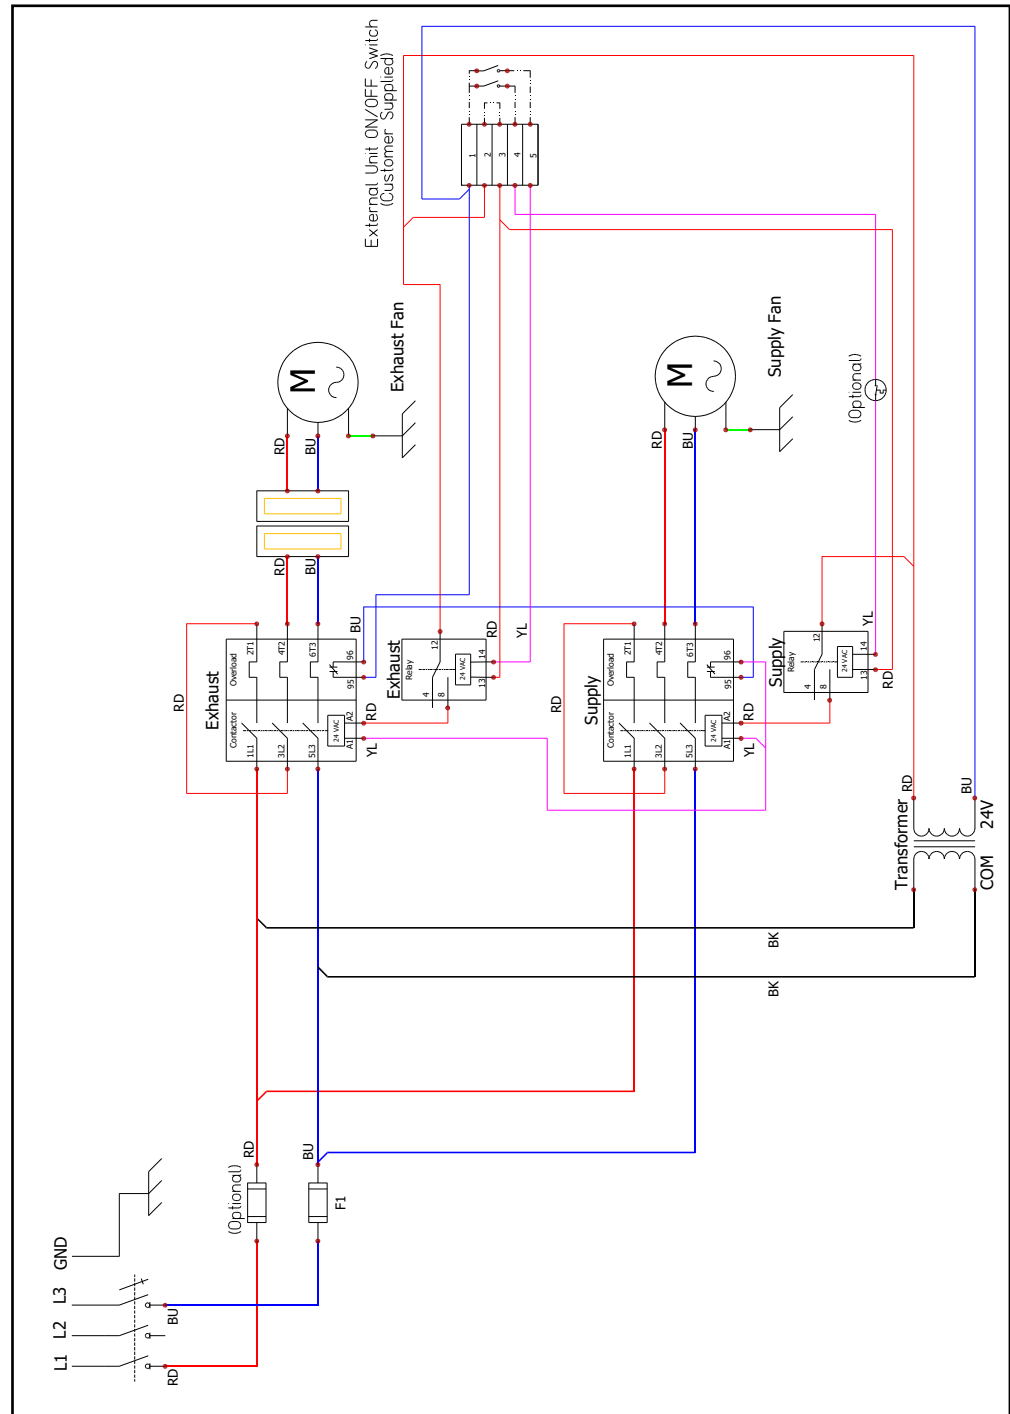 External Unit ON/OFF Switch
(Customer Supplied)
1
2
3
4
5
M
Exhaust Fan
RD
BU
M
Supply Fan
RD
BU
(Optional)
RD
BU
RD
Exhaust
Contactor
Overload
2T1
4T2
6T3
1L1
3L2
5L3
24 VAC
A1
A2
95
96
BU
RD
YL
Exhaust
Relay
12
4
8
24 VAC
13
14
RD
YL
RD
Supply
Contactor
Overload
2T1
4T2
6T3
1L1
3L2
5L3
24 VAC
A1
A2
95
96
RD
YL
Supply
Relay
12
4
8
24 VAC
13
14
YL
RD
RD
BU
Transformer
24V
COM
BK
BK
RD
BU
(Optional)
F1
GND
L3
L2
L1
BU
RD